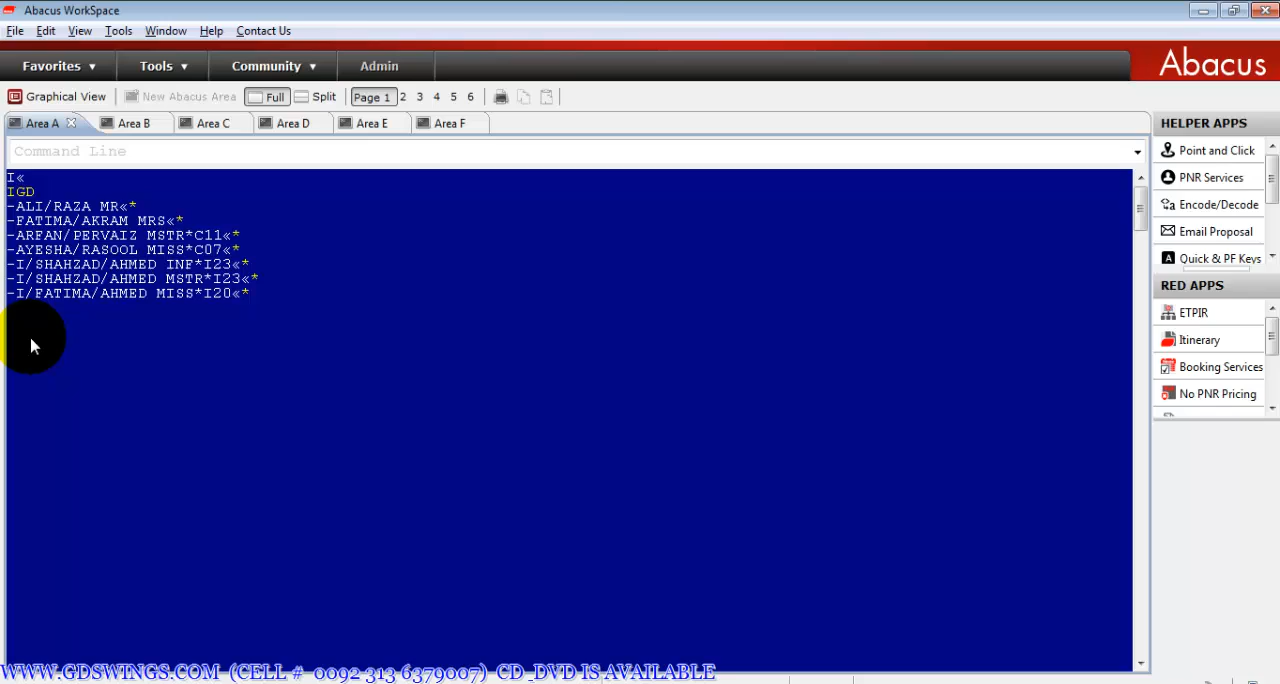 Abacus WorkSpace
File Edit View Tools Window Help Contact Us
Favorites Tools Community Admin
Abacus
Graphical View New Abacus Area Full Split Page 1 2 3 4 5 6
Area A Area B Area C Area D Area E Area F
Command Line
I«
IGD
-ALI/RAZA MR«*
-FATIMA/AKRAM MRS«*
-ARFAN/PERVAIZ MSTR*C11«*
-AYESHA/RASOOL MISS*C07«*
-I/SHAHZAD/AHMED INF*I23«*
-I/SHAHZAD/AHMED MSTR*I23«*
-I/FATIMA/AHMED MISS*I20«*
HELPER APPS
Point and Click
PNR Services
Encode/Decode
Email Proposal
Quick & PF Keys
RED APPS
ETPIR
Itinerary
Booking Services
No PNR Pricing
WWW.GDSWINGS.COM (CELL # 0092 313 6379007) CD_DVD IS AVAILABLE